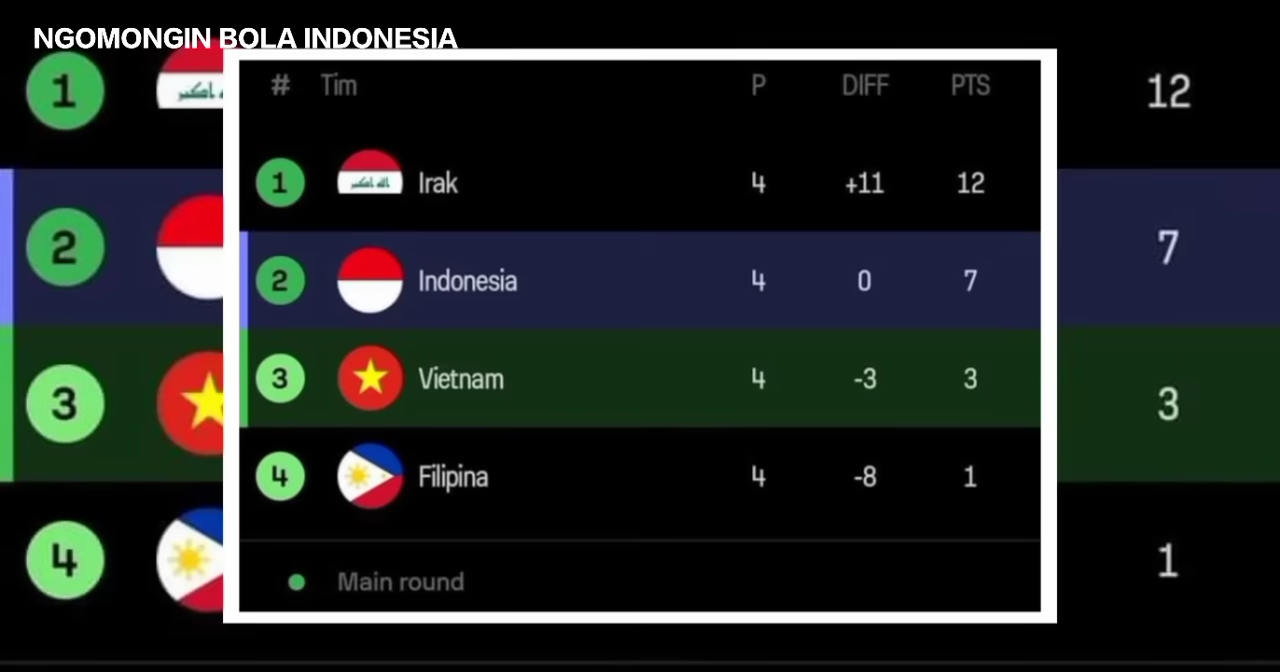 NGOMONGIN BOLA INDONESIA
# Tim P DIFF PTS
1 Irak 4 +11 12
2 Indonesia 4 0 7
3 Vietnam 4 -3 3
4 Filipina 4 -8 1
Main round
1 12
2 7
3 3
4 1